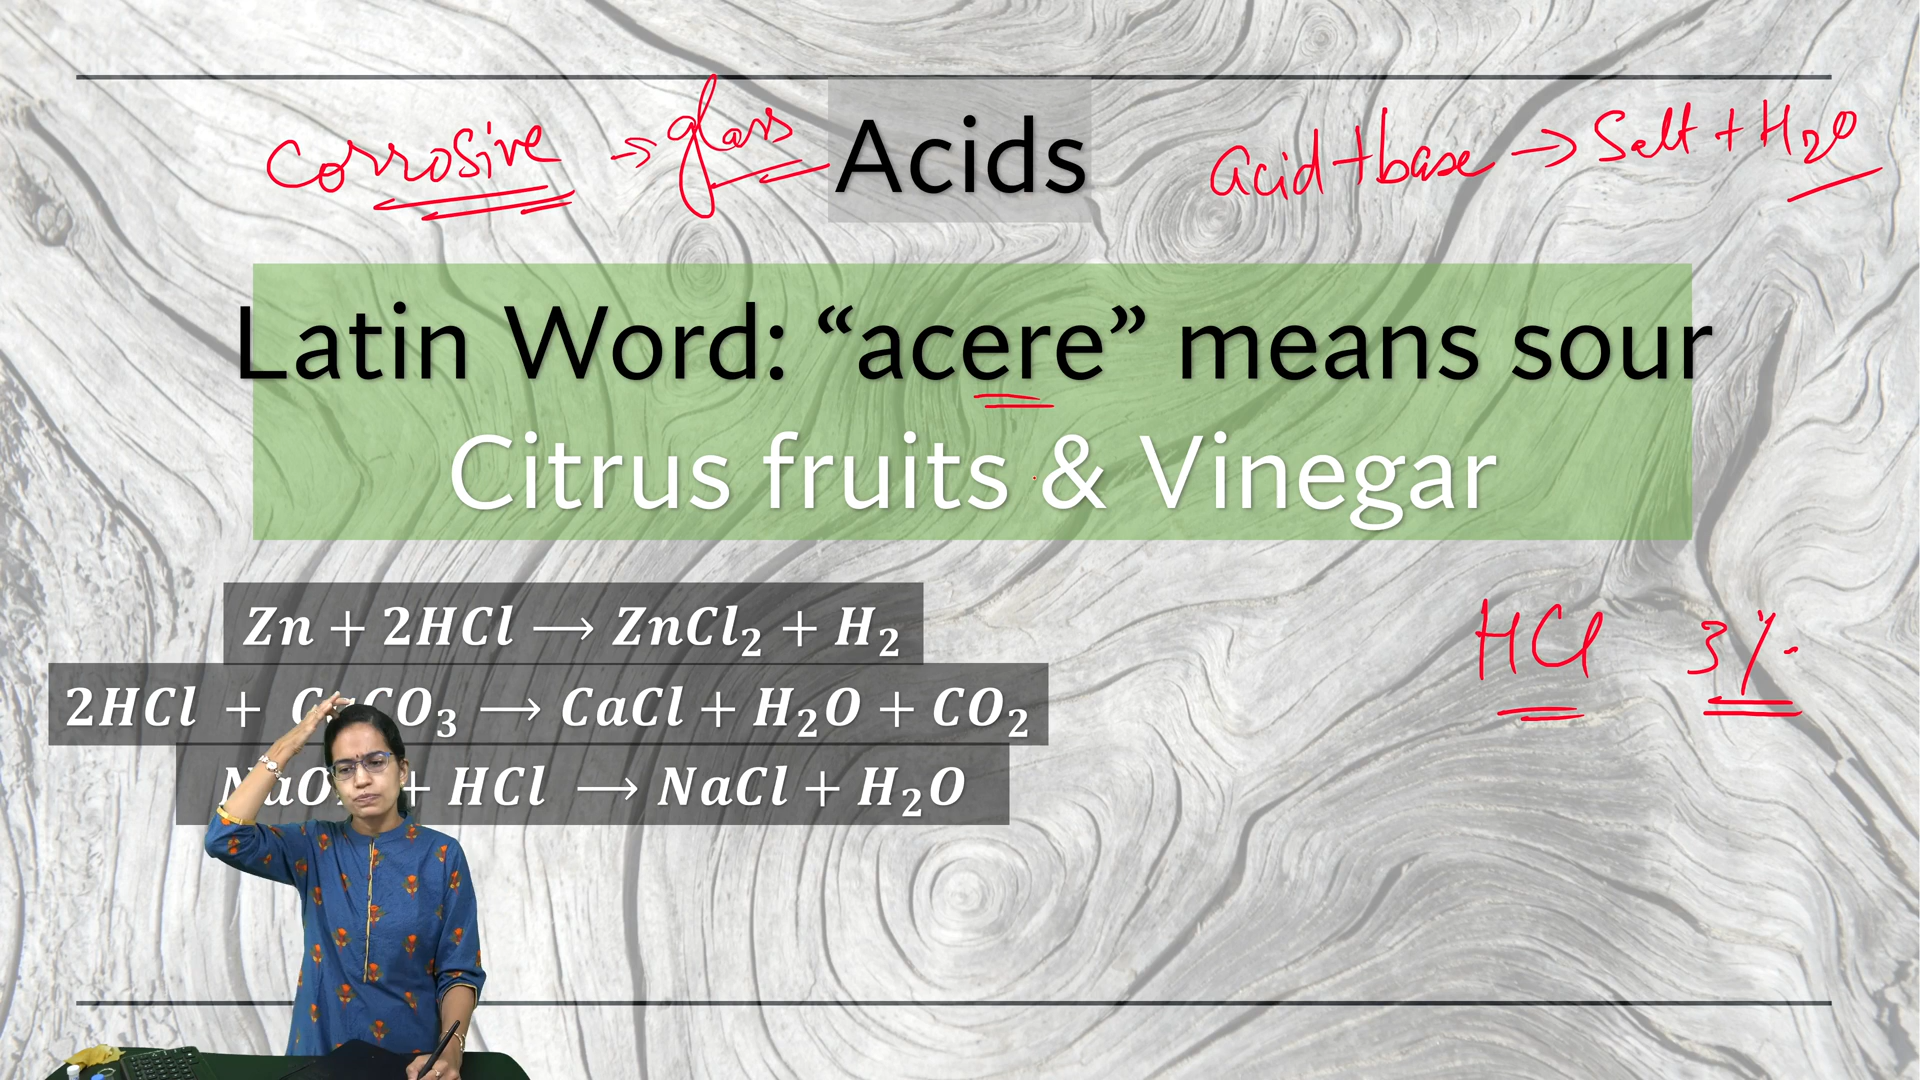 Corrosive → glass
Acids
Acid + base → Salt + H₂O
Latin Word: “acere” means sour
Citrus fruits & Vinegar
Zn + 2HCl ⟶ ZnCl₂ + H₂
HCl 3%
2HCl + CO₃ ⟶ CaCl + H₂O + CO₂
+ HCl ⟶ NaCl + H₂O